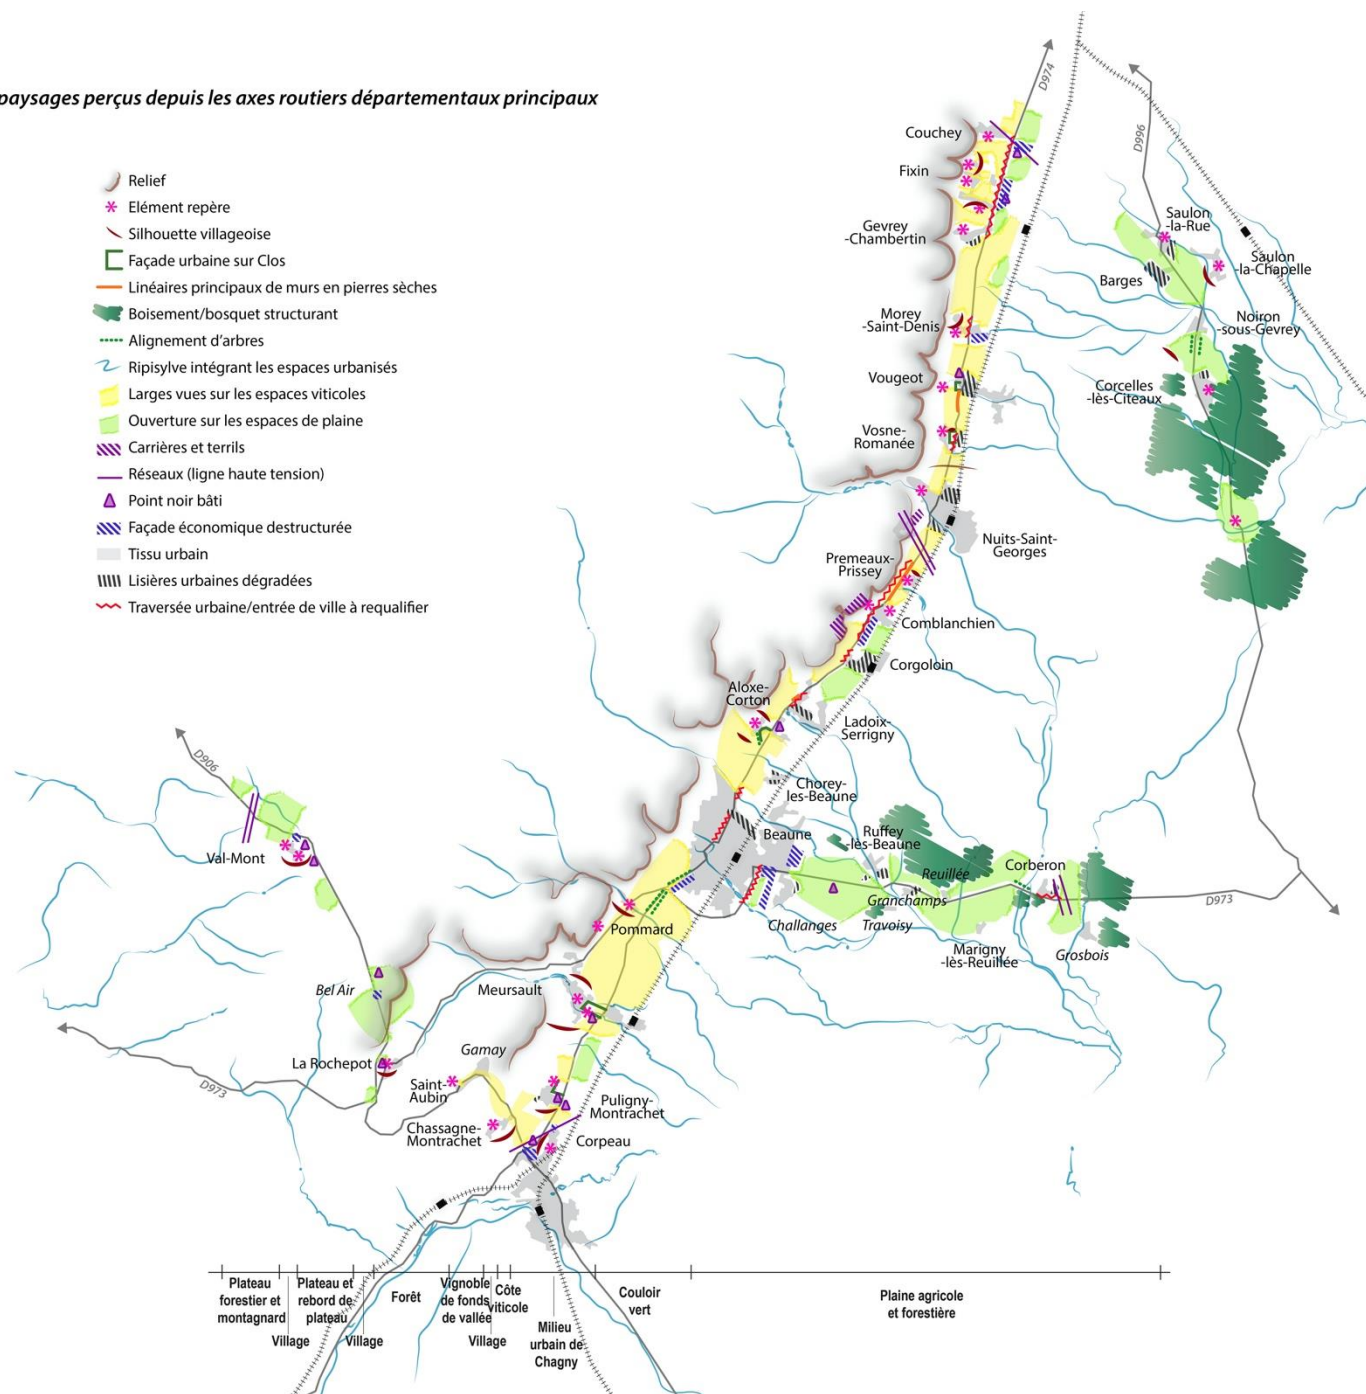 paysages perçus depuis les axes routiers départementaux principaux
Relief
Elément repère
Silhouette villageoise
Façade urbaine sur Clos
Linéaires principaux de murs en pierres sèches
Boisement/bosquet structurant
Alignement d'arbres
Ripisylve intégrant les espaces urbanisés
Larges vues sur les espaces viticoles
Ouverture sur les espaces de plaine
Carrières et terrils
Réseaux (ligne haute tension)
Point noir bâti
Façade économique destructurée
Tissu urbain
Lisières urbaines dégradées
Traversée urbaine/entrée de ville à requalifier
D974
D996
Couchey
Fixin
Gevrey
-Chambertin
Saulon
-la-Rue
Saulon
-la-Chapelle
Barges
Morey
-Saint-Denis
Noiron
-sous-Gevrey
Vougeot
Corcelles
-lès-Citeaux
Vosne-
Romanée
Nuits-Saint-
Georges
Premeaux-
Prissey
Comblanchien
Corgoloin
Aloxe-
Corton
Ladoix-
Serrigny
D906
Chorey-
les-Beaune
Beaune
Ruffey
-lès-Beaune
Val-Mont
Reuillée
Corberon
Granchamps
D973
Pommard
Challanges
Travoisy
Marigny
-lès-Reuillée
Grosbois
Bel Air
Meursault
Gamay
La Rochepot
D973
Saint-
Aubin
Puligny-
Montrachet
Chassagne-
Montrachet
Corpeau
Plateau
forestier et
montagnard
Village
Plateau et
rebord de
plateau
Village
Forêt
Vignoble
de fonds
de vallée
Village
Côte
viticole
Milieu
urbain de
Chagny
Couloir
vert
Plaine agricole
et forestière